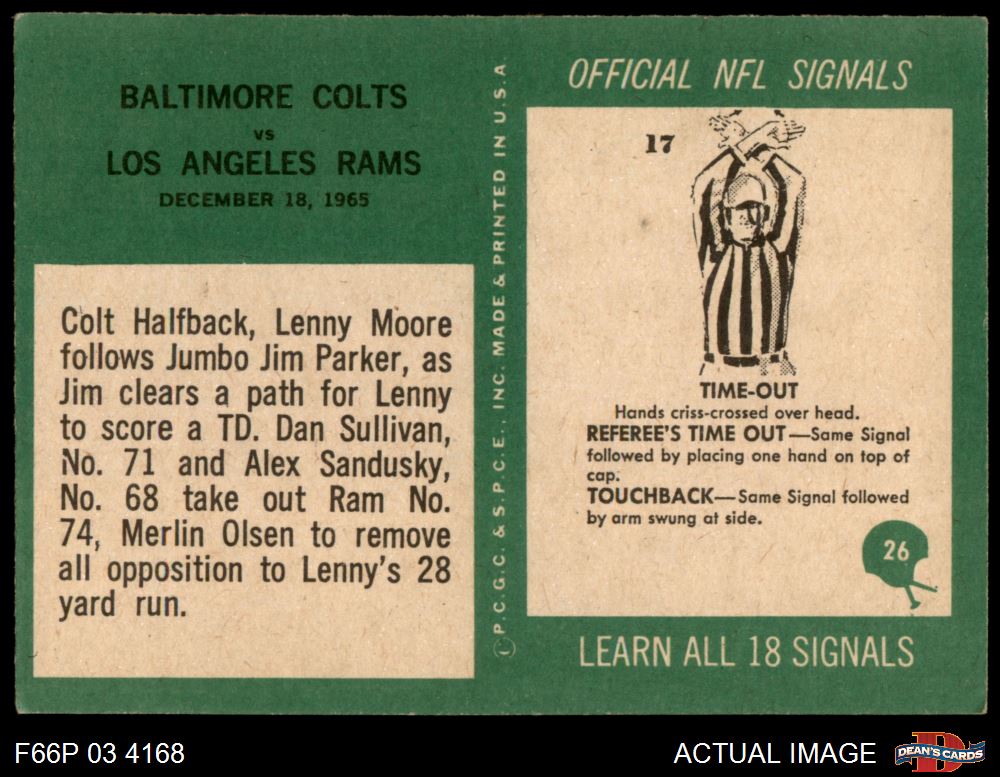 BALTIMORE COLTS
vs
LOS ANGELES RAMS
DECEMBER 18, 1965
Colt Halfback, Lenny Moore
follows Jumbo Jim Parker, as
Jim clears a path for Lenny
to score a TD. Dan Sullivan,
No. 71 and Alex Sandusky,
No. 68 take out Ram No.
74, Merlin Olsen to remove
all opposition to Lenny's 28
yard run.
©P.C.G.C. & S.P.C.E., INC. MADE & PRINTED IN U.S.A
OFFICIAL NFL SIGNALS
17
TIME-OUT
Hands criss-crossed over head.
REFEREE'S TIME OUT—Same Signal
followed by placing one hand on top of
cap.
TOUCHBACK—Same Signal followed
by arm swung at side.
26
LEARN ALL 18 SIGNALS
F66P 03 4168
ACTUAL IMAGE
DEAN'S CARDS